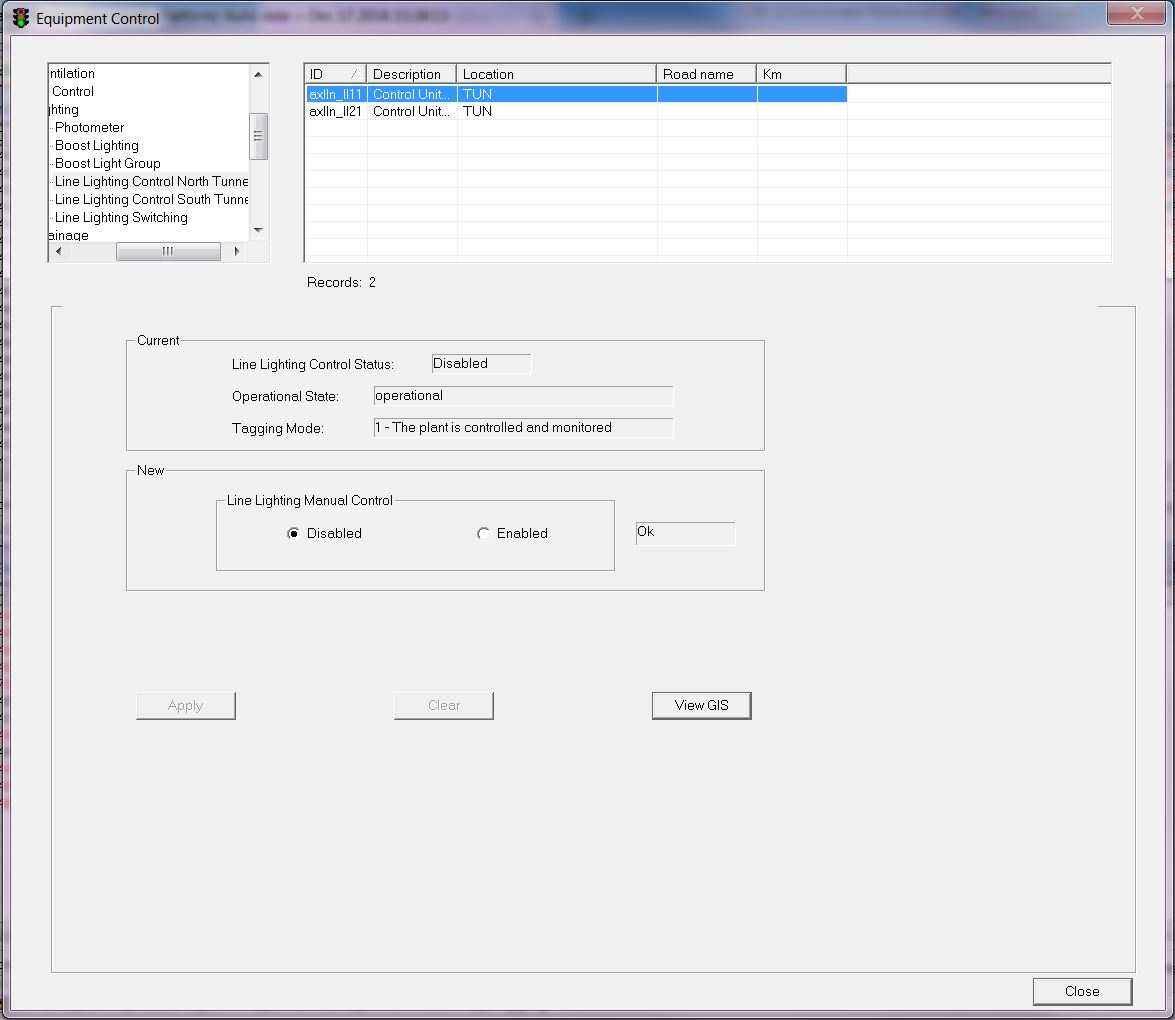 Equipment Control
ntilation
Control
hting
Photometer
Boost Lighting
Boost Light Group
Line Lighting Control North Tunne
Line Lighting Control South Tunne
Line Lighting Switching
ainage
ID Description Location Road name Km
axlln_ll11 Control Unit... TUN
axlln_ll21 Control Unit... TUN
Records: 2
Current
Line Lighting Control Status: Disabled
Operational State: operational
Tagging Mode: 1 - The plant is controlled and monitored
New
Line Lighting Manual Control
Disabled Enabled Ok
Apply Clear View GIS
Close